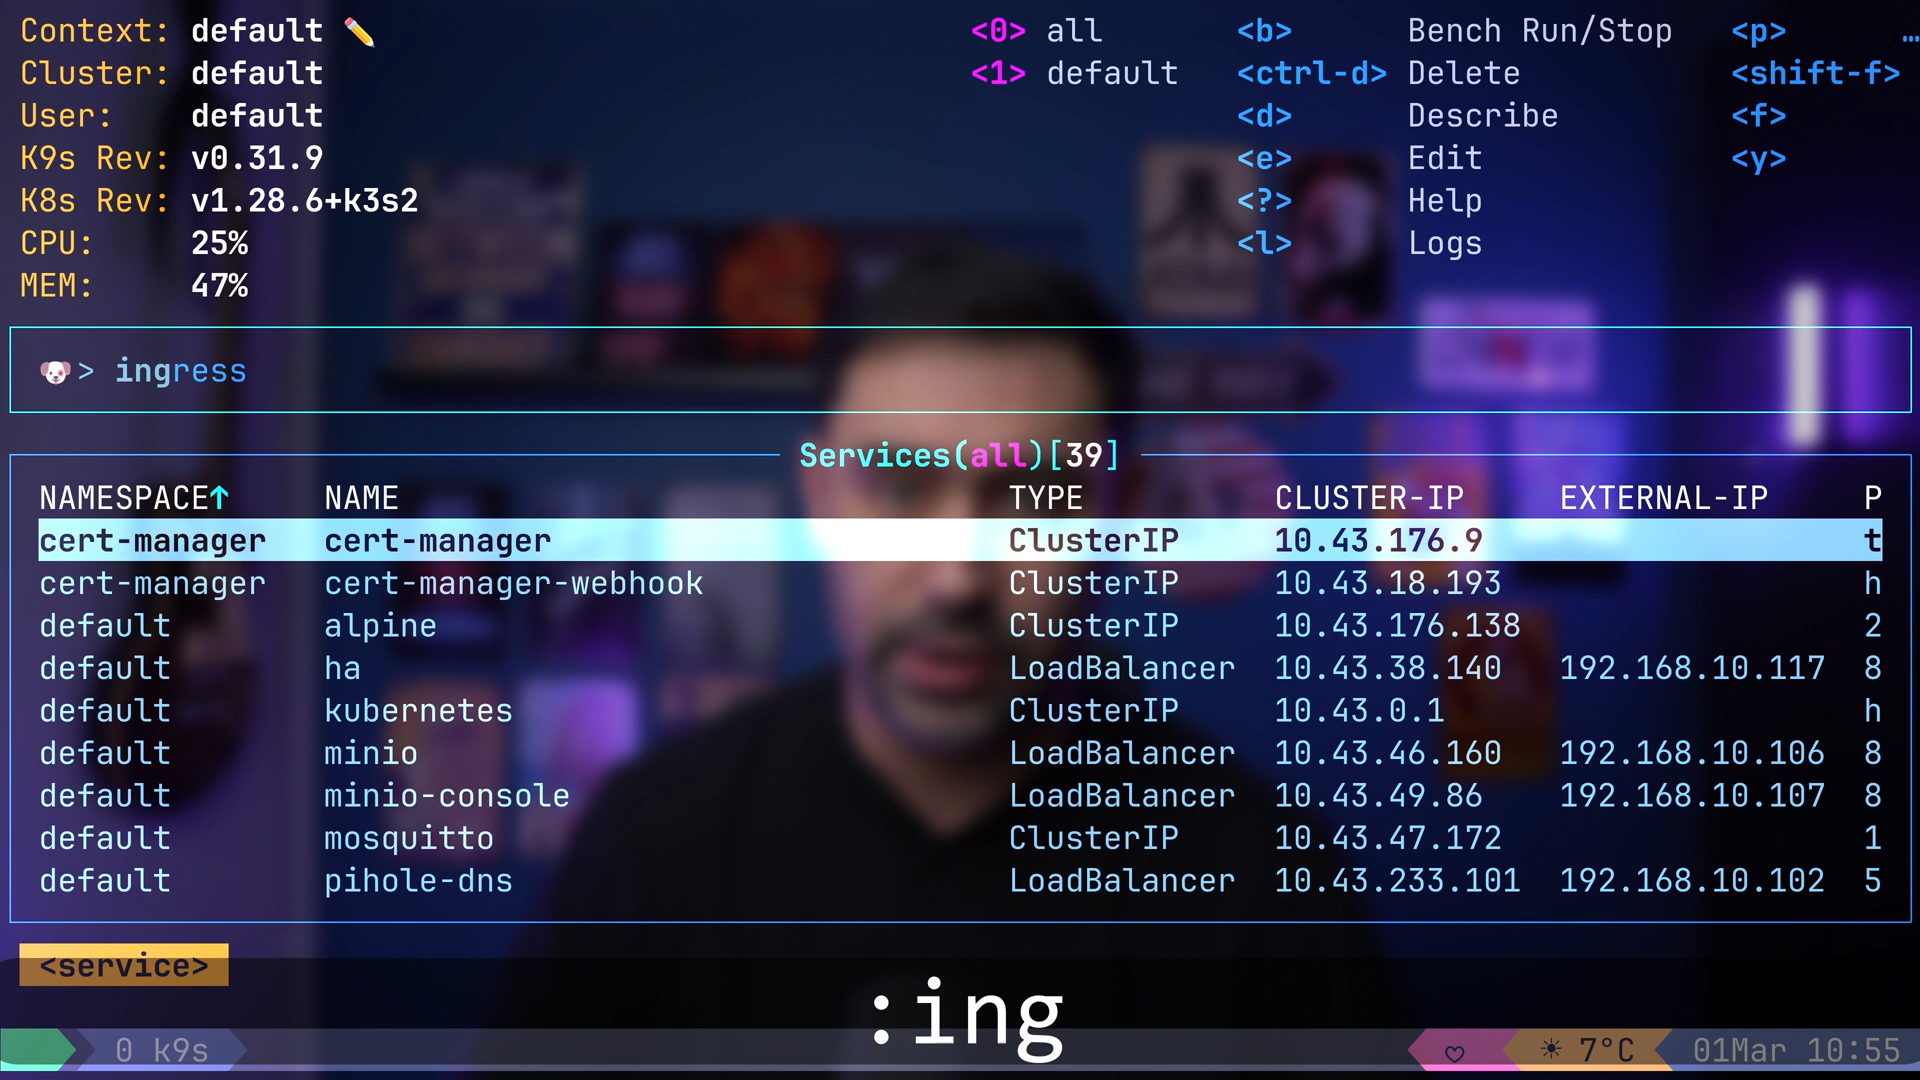 Context: default ✏️ <0> all <b> Bench Run/Stop <p> …
Cluster: default <1> default <ctrl-d> Delete <shift-f>
User: default <d> Describe <f>
K9s Rev: v0.31.9 <e> Edit <y>
K8s Rev: v1.28.6+k3s2 <?> Help
CPU: 25% <l> Logs
MEM: 47%
🐶> ingress
Services(all)[39]
NAMESPACE↑ NAME TYPE CLUSTER-IP EXTERNAL-IP P
cert-manager cert-manager ClusterIP 10.43.176.9 t
cert-manager cert-manager-webhook ClusterIP 10.43.18.193 h
default alpine ClusterIP 10.43.176.138 2
default ha LoadBalancer 10.43.38.140 192.168.10.117 8
default kubernetes ClusterIP 10.43.0.1 h
default minio LoadBalancer 10.43.46.160 192.168.10.106 8
default minio-console LoadBalancer 10.43.49.86 192.168.10.107 8
default mosquitto ClusterIP 10.43.47.172 1
default pihole-dns LoadBalancer 10.43.233.101 192.168.10.102 5
<service>
:ing
0 k9s ♡ ☀ 7°C 01Mar 10:55